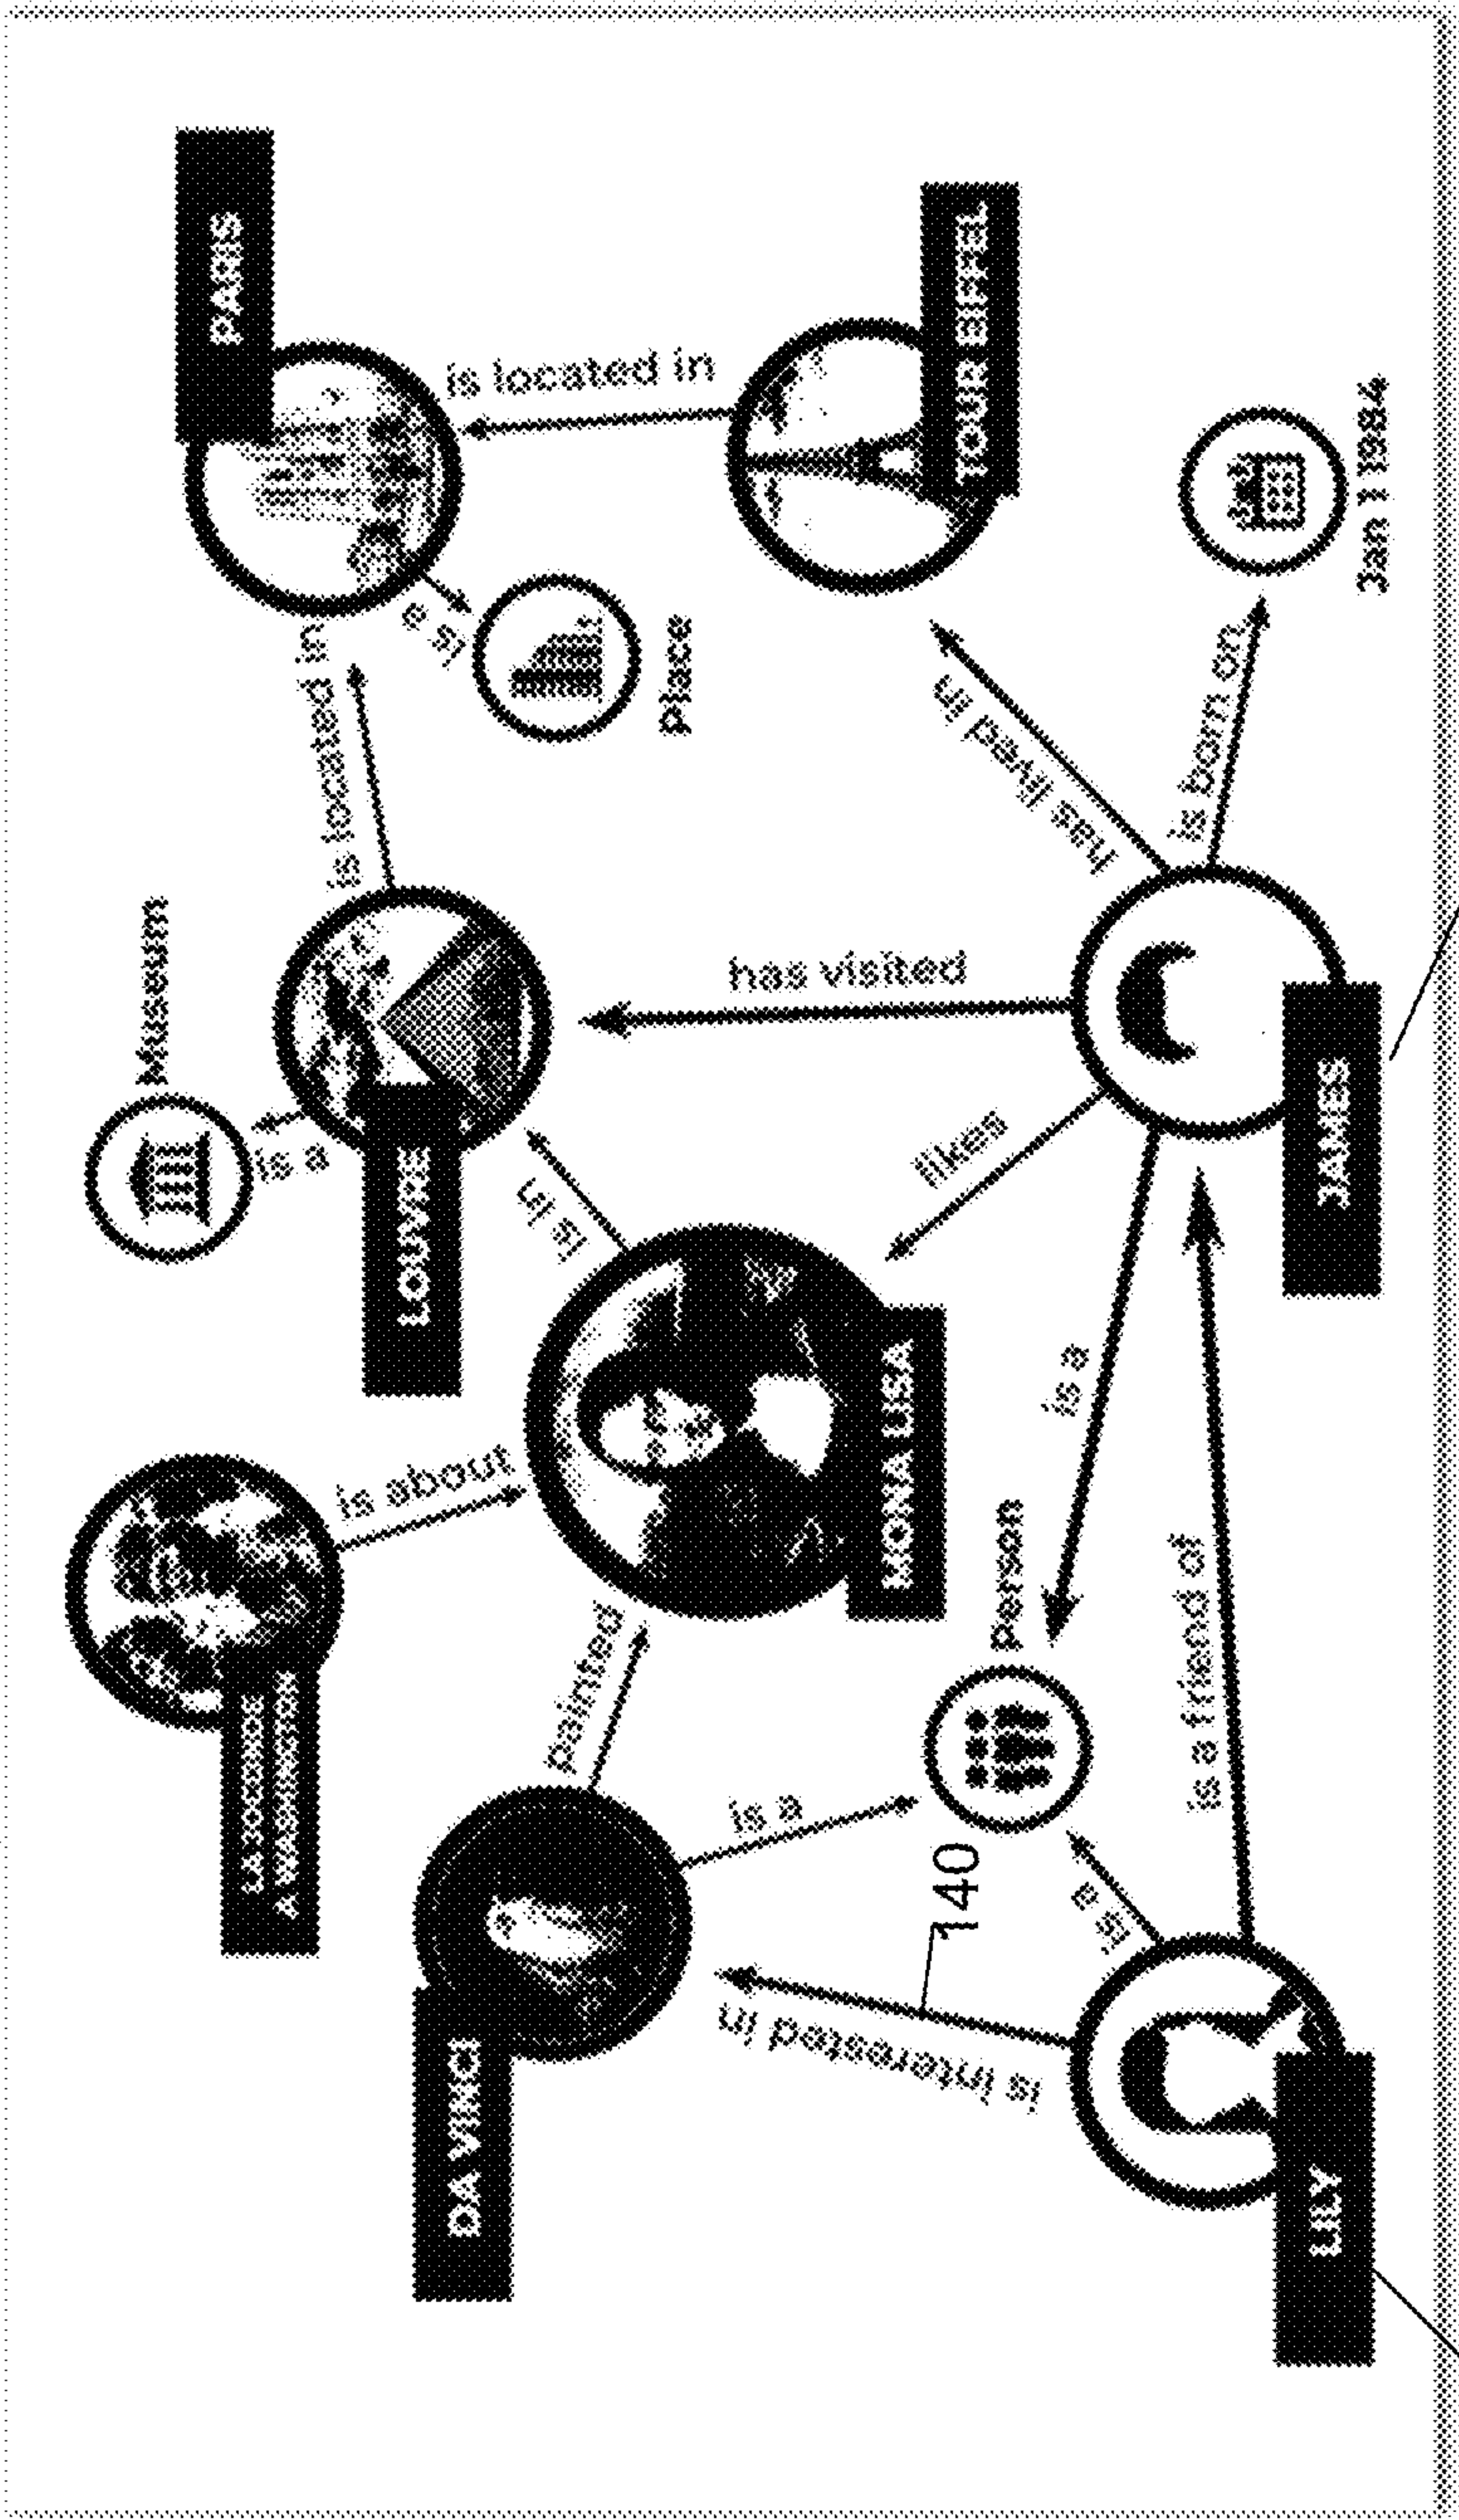 Museum
PARIS
is a
is located in
LOUVRE
is a
Place
is located in
is about
is in
DA VINCI
painted
MONA LISA
has visited
has lived in
TOUR EIFFEL
is a
likes
Person
140
is interested in
is a
is a
is born on
is a friend of
JAMES
Jan 1 1984
LILY